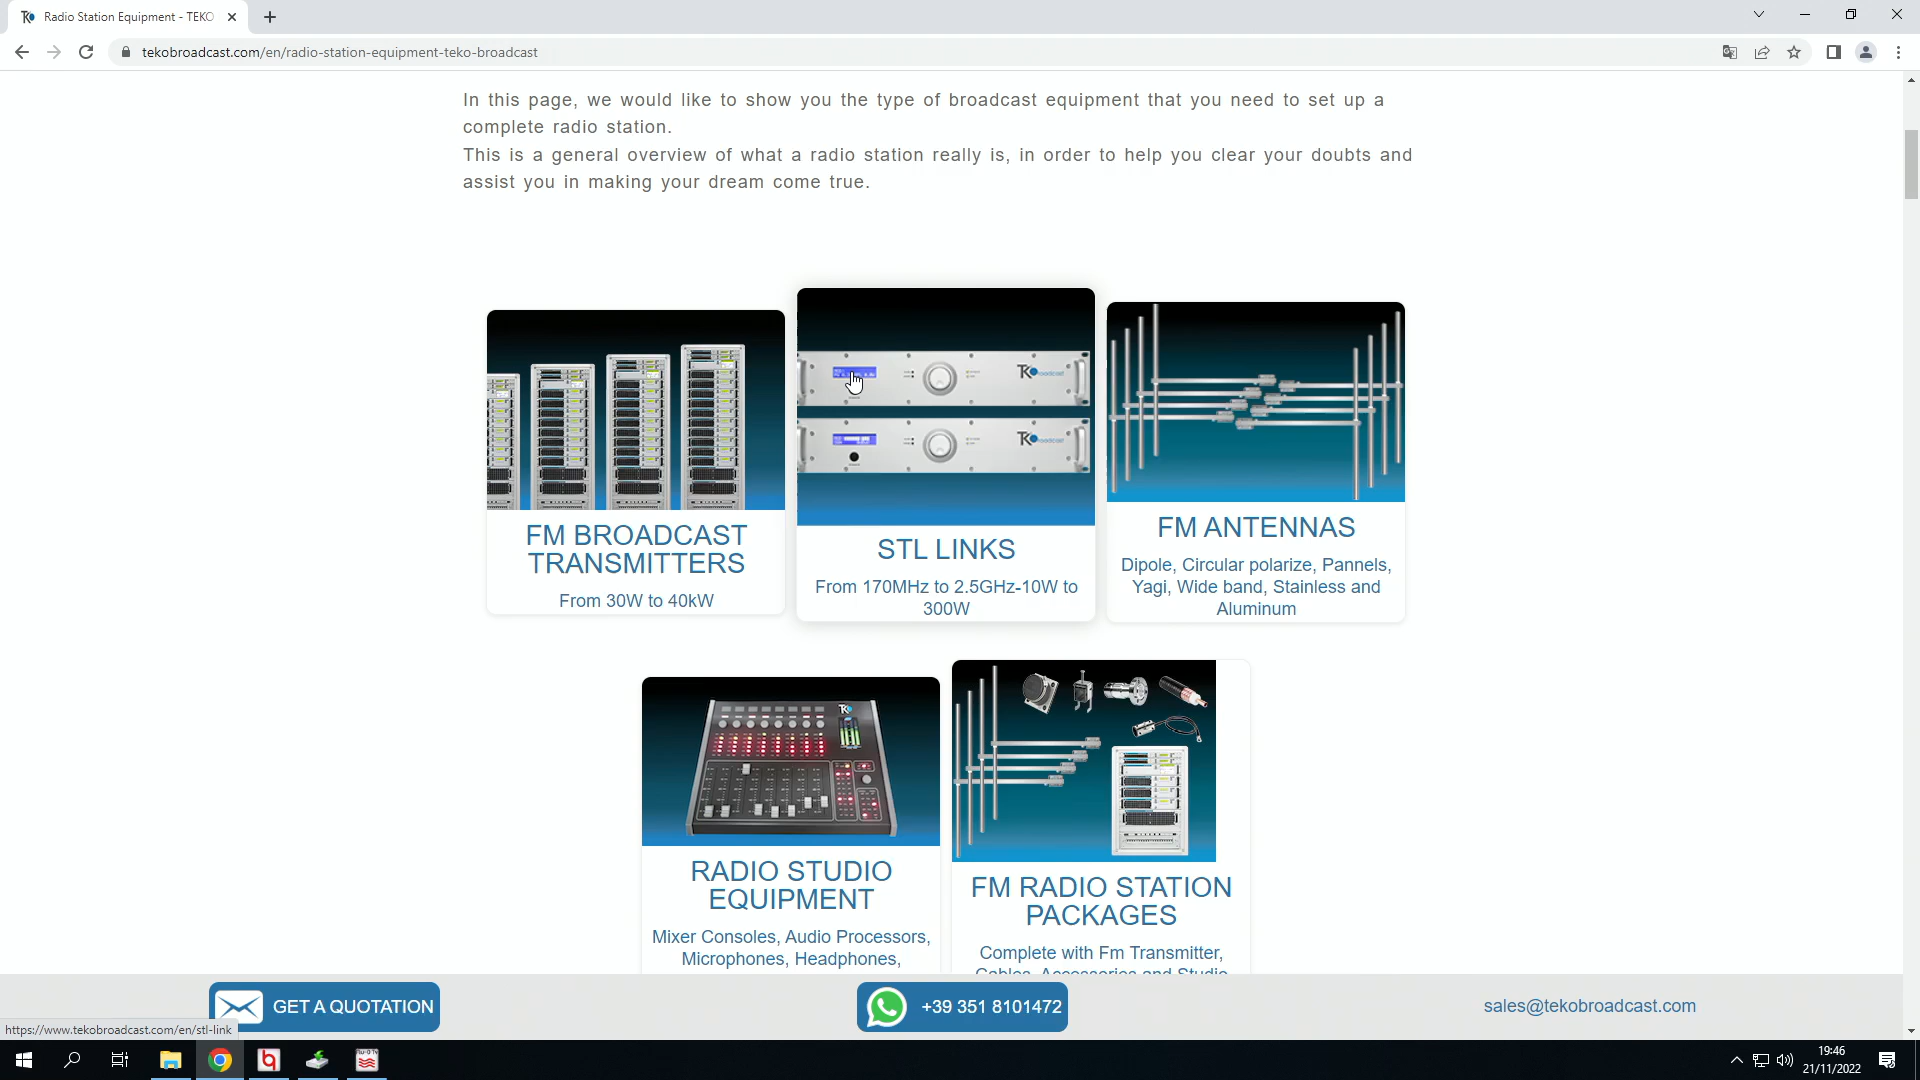 Radio Station Equipment - TEKO
tekobroadcast.com/en/radio-station-equipment-teko-broadcast
In this page, we would like to show you the type of broadcast equipment that you need to set up a
complete radio station.
This is a general overview of what a radio station really is, in order to help you clear your doubts and
assist you in making your dream come true.
FM BROADCAST
TRANSMITTERS
From 30W to 40kW
STL LINKS
From 170MHz to 2.5GHz-10W to
300W
FM ANTENNAS
Dipole, Circular polarize, Pannels,
Yagi, Wide band, Stainless and
Aluminum
RADIO STUDIO
EQUIPMENT
Mixer Consoles, Audio Processors,
Microphones, Headphones,
FM RADIO STATION
PACKAGES
Complete with Fm Transmitter,
Cables, Accessories and Studio
GET A QUOTATION
+39 351 8101472
sales@tekobroadcast.com
https://www.tekobroadcast.com/en/stl-link
19:46
21/11/2022